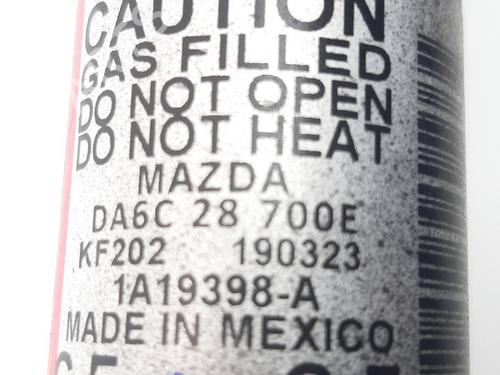 CAUTION
GAS FILLED
DO NOT OPEN
DO NOT HEAT
MAZDA
DA6C 28 700E
KF202 190323
1A19398-A
MADE IN MEXICO